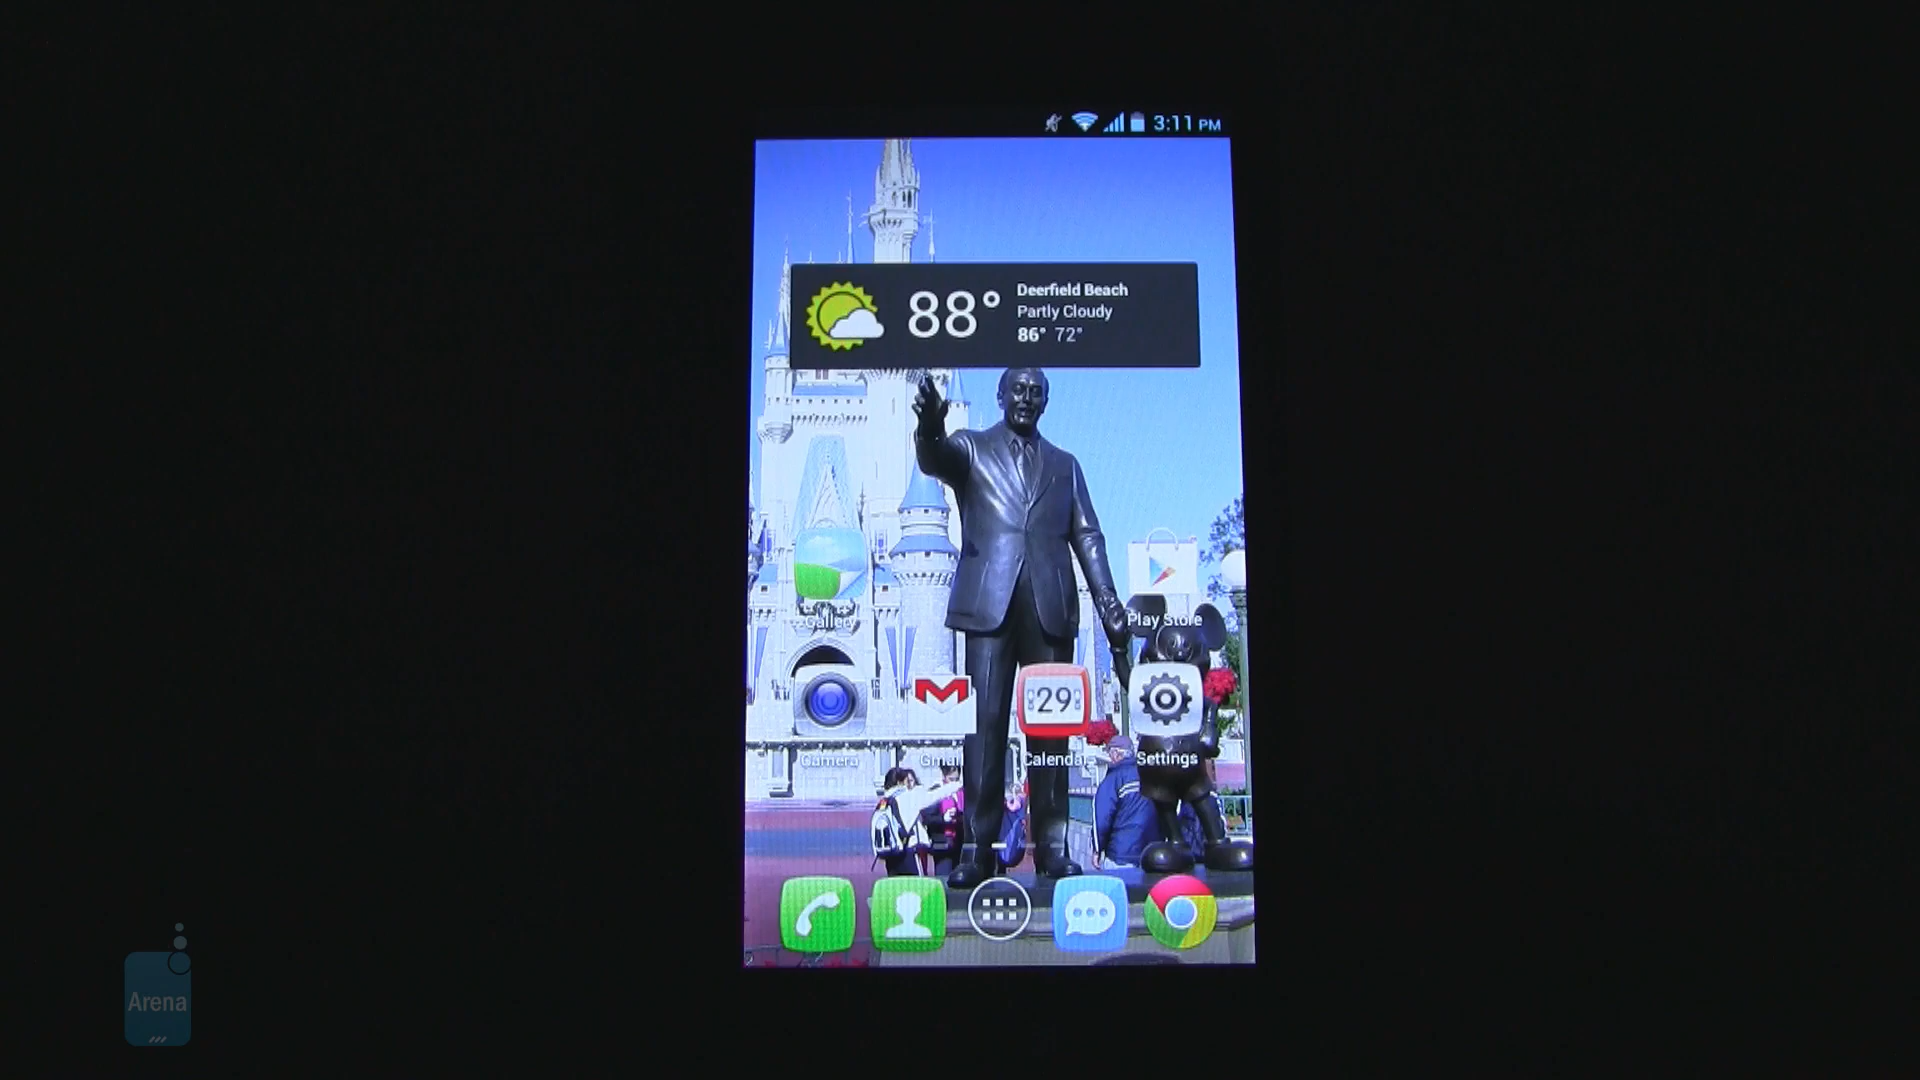 3:11 PM
88°
Deerfield Beach
Partly Cloudy
86° 72°
Gallery
Play Store
29
Camera
Gmail
Calendar
Settings
Arena